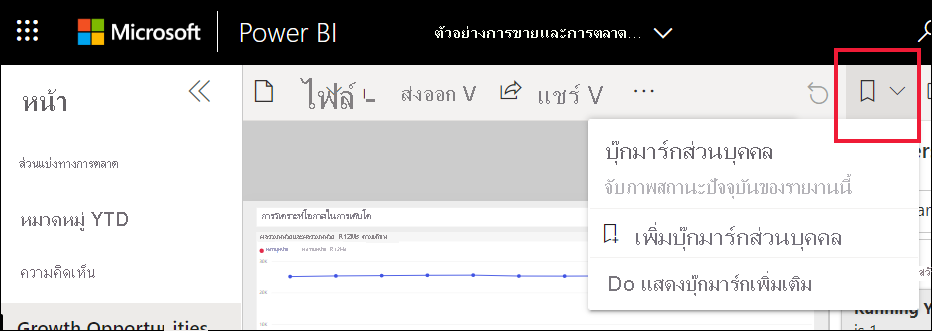 Microsoft Power BI ตัวอย่างการขายและการตลาด...
หน้า
ไฟล์ ส่งออก V แชร์ V ...
ส่วนแบ่งทางการตลาด
หมวดหมู่ YTD
ความคิดเห็น
Growth Opportu..ities
บุ๊กมาร์กส่วนบุคคล
จับภาพสถานะปัจจุบันของรายงานนี้
เพิ่มบุ๊กมาร์กส่วนบุคคล
Do แสดงบุ๊กมาร์กเพิ่มเติม
การวิเคราะห์โอกาสในการเติบโต
Running Y
is 1